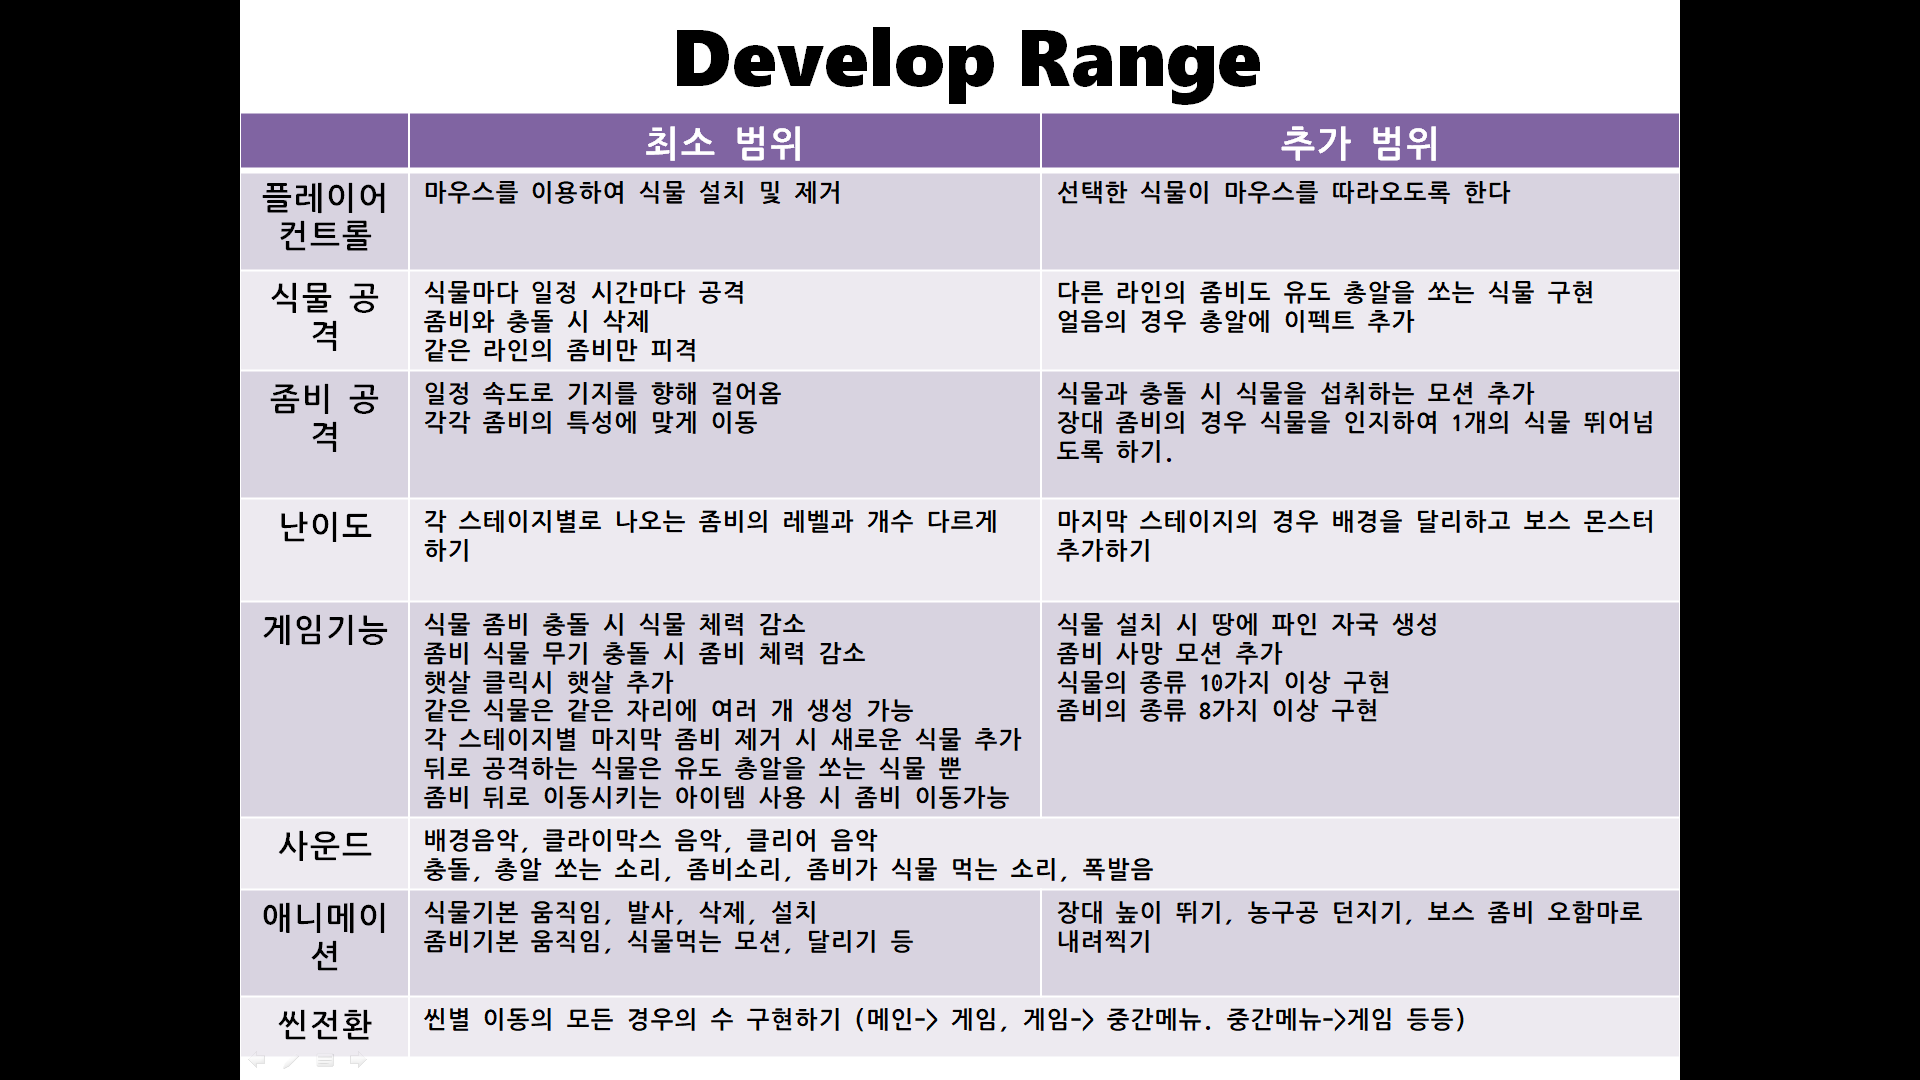 Develop Range
최소 범위
추가 범위
플레이어
컨트롤
마우스를 이용하여 식물 설치 및 제거
선택한 식물이 마우스를 따라오도록 한다
식물 공
격
식물마다 일정 시간마다 공격
좀비와 충돌 시 삭제
같은 라인의 좀비만 피격
다른 라인의 좀비도 유도 총알을 쏘는 식물 구현
얼음의 경우 총알에 이펙트 추가
좀비 공
격
일정 속도로 기지를 향해 걸어옴
각각 좀비의 특성에 맞게 이동
식물과 충돌 시 식물을 섭취하는 모션 추가
장대 좀비의 경우 식물을 인지하여 1개의 식물 뛰어넘
도록 하기.
난이도
각 스테이지별로 나오는 좀비의 레벨과 개수 다르게
하기
마지막 스테이지의 경우 배경을 달리하고 보스 몬스터
추가하기
게임기능
식물 좀비 충돌 시 식물 체력 감소
좀비 식물 무기 충돌 시 좀비 체력 감소
햇살 클릭시 햇살 추가
같은 식물은 같은 자리에 여러 개 생성 가능
각 스테이지별 마지막 좀비 제거 시 새로운 식물 추가
뒤로 공격하는 식물은 유도 총알을 쏘는 식물 뿐
좀비 뒤로 이동시키는 아이템 사용 시 좀비 이동가능
식물 설치 시 땅에 파인 자국 생성
좀비 사망 모션 추가
식물의 종류 10가지 이상 구현
좀비의 종류 8가지 이상 구현
사운드
배경음악, 클라이막스 음악, 클리어 음악
충돌, 총알 쏘는 소리, 좀비소리, 좀비가 식물 먹는 소리, 폭발음
애니메이
션
식물기본 움직임, 발사, 삭제, 설치
좀비기본 움직임, 식물먹는 모션, 달리기 등
장대 높이 뛰기, 농구공 던지기, 보스 좀비 오함마로
내려찍기
씬전환
씬별 이동의 모든 경우의 수 구현하기 (메인-> 게임, 게임-> 중간메뉴. 중간메뉴->게임 등등)